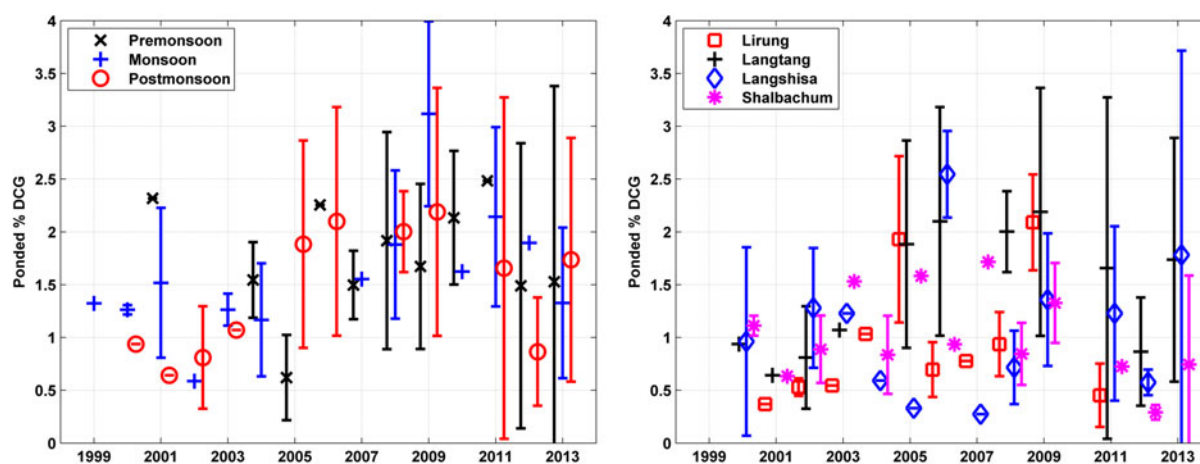 4
3.5
3
2.5
2
1.5
1
0.5
0
Ponded % DCG
Premonsoon
Monsoon
Postmonsoon
1999 2001 2003 2005 2007 2009 2011 2013
4
3.5
3
2.5
2
1.5
1
0.5
0
Ponded % DCG
Lirung
Langtang
Langshisa
Shalbachum
1999 2001 2003 2005 2007 2009 2011 2013